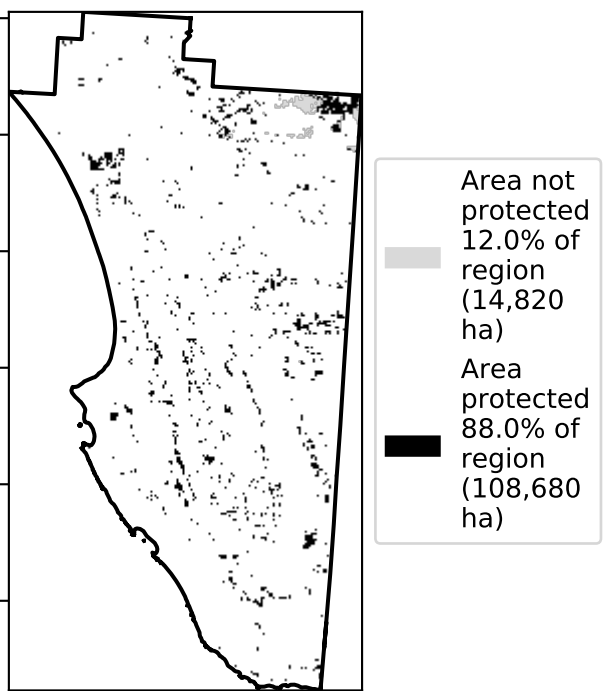 Area not
protected
12.0% of
region
(14,820
ha)
Area
protected
88.0% of
region
(108,680
ha)